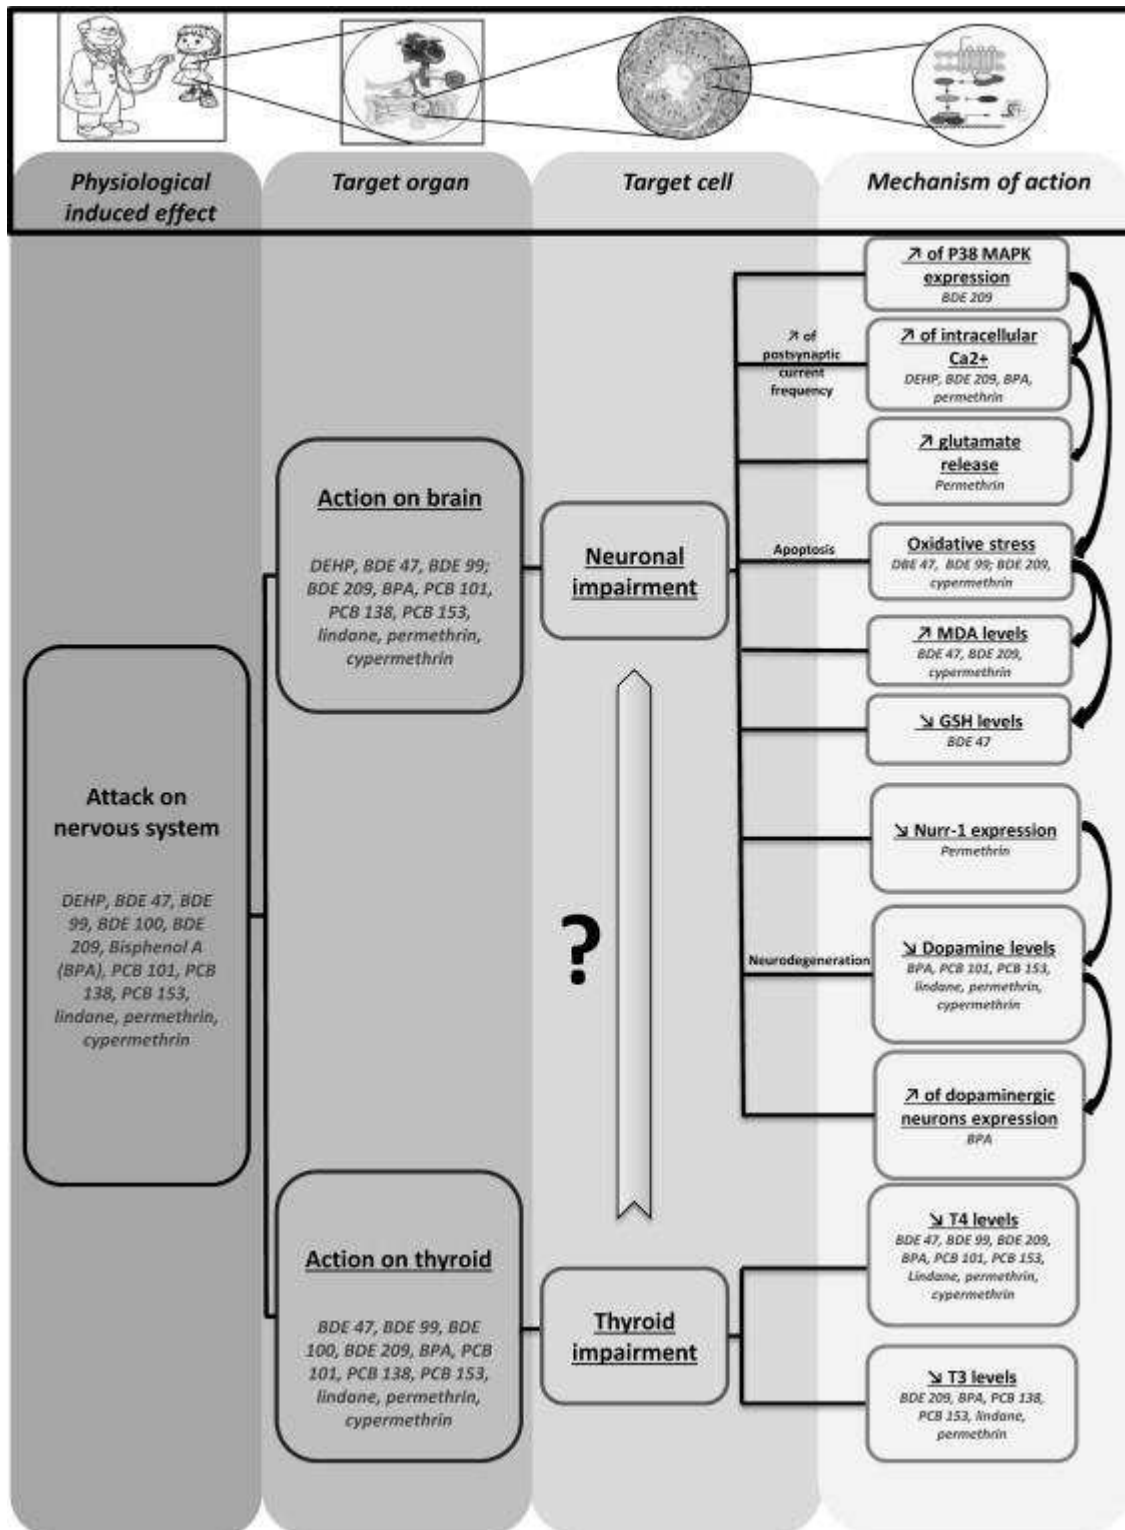 Physiological
induced effect
Target organ
Target cell
Mechanism of action
Attack on
nervous system
DEHP, BDE 47, BDE
99, BDE 100, BDE
209, Bisphenol A
(BPA), PCB 101, PCB
138, PCB 153,
lindane, permethrin,
cypermethrin
Action on brain
DEHP, BDE 47, BDE 99;
BDE 209, BPA, PCB 101,
PCB 138, PCB 153,
lindane, permethrin,
cypermethrin
Action on thyroid
BDE 47, BDE 99, BDE
100, BDE 209, BPA, PCB
101, PCB 138, PCB 153,
lindane, permethrin,
cypermethrin
Neuronal
impairment
?
Thyroid
impairment
↗ of
postsynaptic
current
frequency
Apoptosis
Neurodegeneration
↗ of P38 MAPK
expression
BDE 209
↗ of intracellular
Ca2+
DEHP, BDE 209, BPA,
permethrin
↗ glutamate
release
Permethrin
Oxidative stress
DBE 47, BDE 99; BDE 209,
cypermethrin
↗ MDA levels
BDE 47, BDE 209,
cypermethrin
↘ GSH levels
BDE 47
↘ Nurr-1 expression
Permethrin
↘ Dopamine levels
BPA, PCB 101, PCB 153,
lindane, permethrin,
cypermethrin
↗ of dopaminergic
neurons expression
BPA
↘ T4 levels
BDE 47, BDE 99, BDE 209,
BPA, PCB 101, PCB 153,
Lindane, permethrin,
cypermethrin
↘ T3 levels
BDE 209, BPA, PCB 138,
PCB 153, lindane,
permethrin